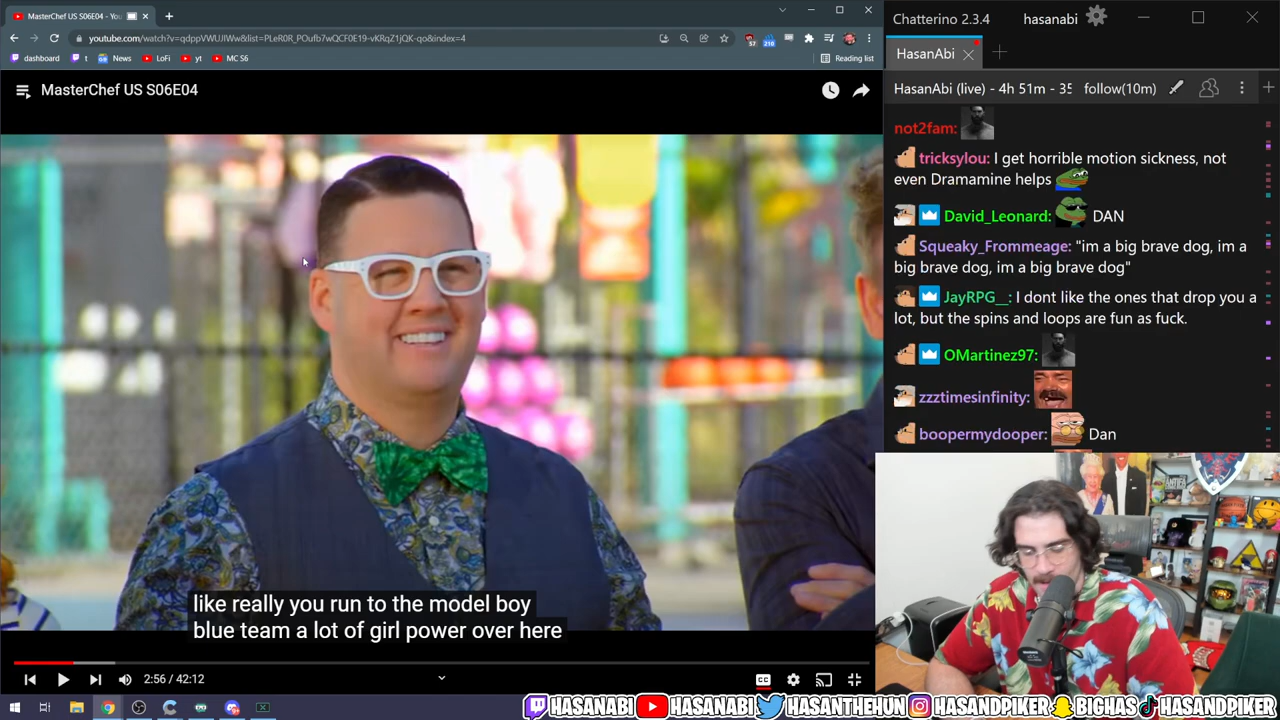 MasterChef US S06E04 - You
youtube.com/watch?v=qdppVWUJIWw&list=PLeR0R_POufb7wQCF0E19-vKRqZ1jQK-qo&index=4
dashboard
t
News
LoFi
yt
MC S6
Reading list
MasterChef US S06E04
like really you run to the model boy
blue team a lot of girl power over here
2:56 / 42:12
Chatterino 2.3.4
hasanabi
HasanAbi
HasanAbi (live) - 4h 51m - 35
follow(10m)
not2fam:
tricksylou: I get horrible motion sickness, not
even Dramamine helps
David_Leonard: DAN
Squeaky_Frommeage: "im a big brave dog, im a
big brave dog, im a big brave dog"
JayRPG__: I dont like the ones that drop you a
lot, but the spins and loops are fun as fuck.
OMartinez97:
zzztimesinfinity:
boopermydooper: Dan
HASANABI
HASANABI
HASANTHEHUN
HASANDPIKER
BIGHAS
HASANDPIKER